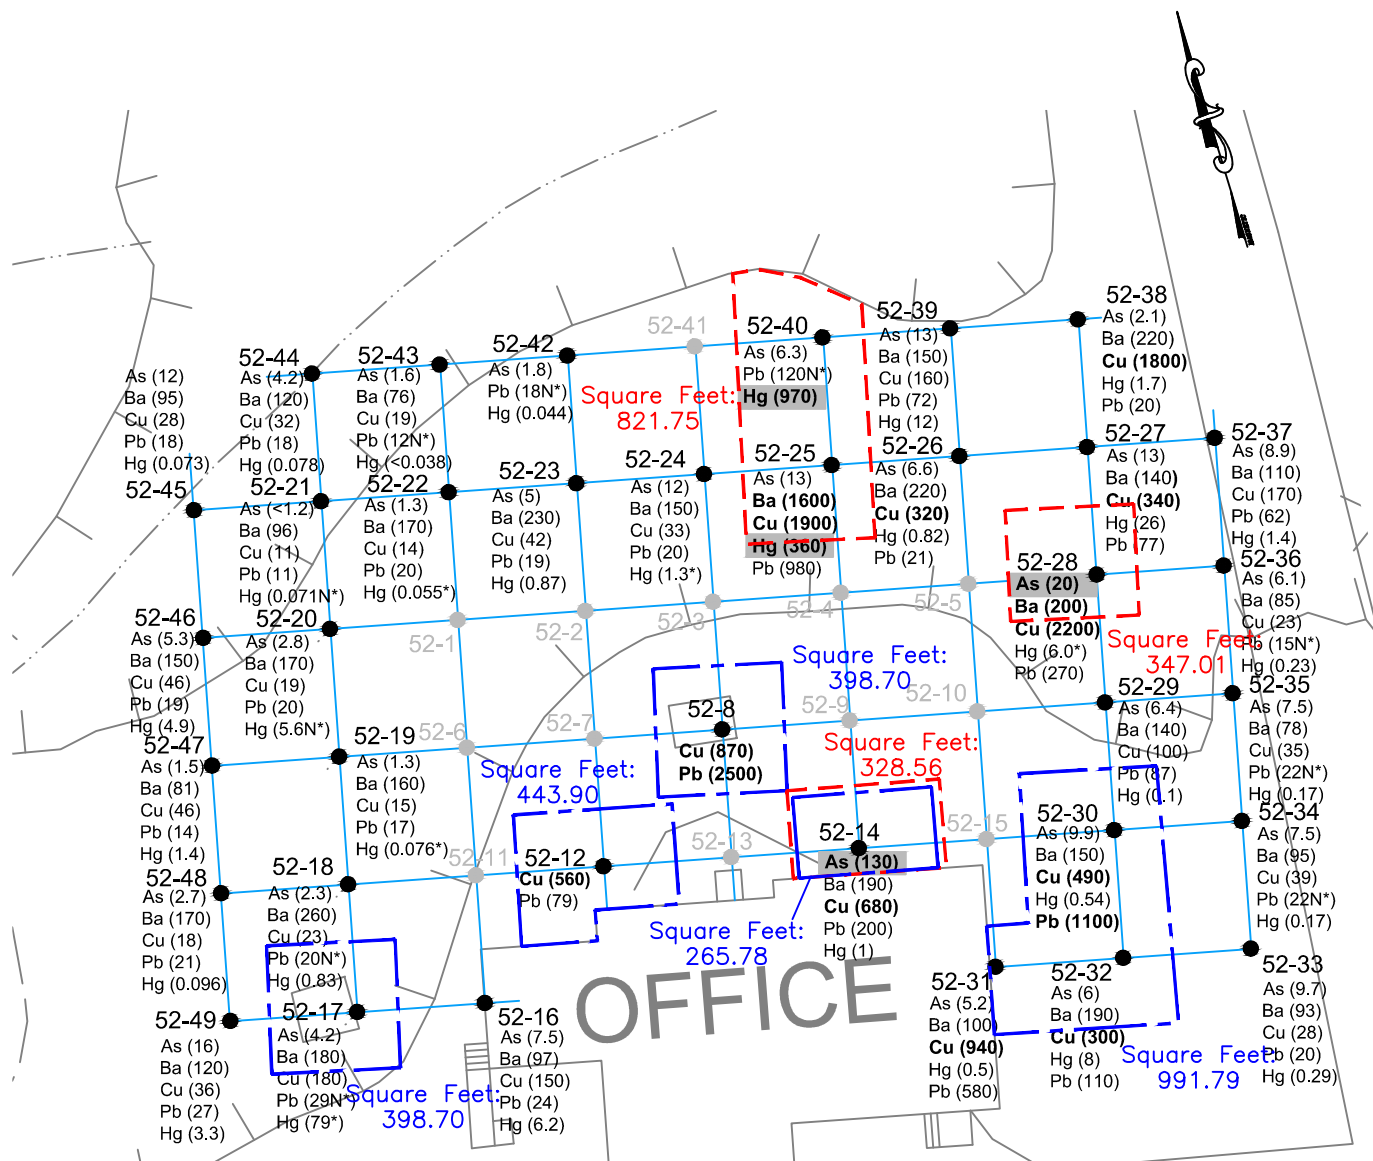 52-38
As (2.1)
Ba (220)
Cu (1800)
Hg (1.7)
Pb (20)
52-39
As (13)
Ba (150)
Cu (160)
Pb (72)
Hg (12)
52-40
As (6.3)
Pb (120N*)
Hg (970)
52-41
Square Feet:
821.75
52-42
As (1.8)
Pb (18N*)
Hg (0.044)
52-43
As (1.6)
Ba (76)
Cu (19)
Pb (12N*)
Hg (<0.038)
52-44
As (4.2)
Ba (120)
Cu (32)
Pb (18)
Hg (0.078)
As (12)
Ba (95)
Cu (28)
Pb (18)
Hg (0.073)
52-45
52-21
As (<1.2)
Ba (96)
Cu (11)
Pb (11)
Hg (0.071N*)
52-22
As (1.3)
Ba (170)
Cu (14)
Pb (20)
Hg (0.055*)
52-23
As (5)
Ba (230)
Cu (42)
Pb (19)
Hg (0.87)
52-24
As (12)
Ba (150)
Cu (33)
Pb (20)
Hg (1.3*)
52-25
As (13)
Ba (1600)
Cu (1900)
Hg (360)
Pb (980)
52-26
As (6.6)
Ba (220)
Cu (320)
Hg (0.82)
Pb (21)
52-27
As (13)
Ba (140)
Cu (340)
Hg (26)
Pb (77)
52-37
As (8.9)
Ba (110)
Cu (170)
Pb (62)
Hg (1.4)
52-46
As (5.3)
Ba (150)
Cu (46)
Pb (19)
Hg (4.9)
52-20
As (2.8)
Ba (170)
Cu (19)
Pb (20)
Hg (5.6N*)
52-1
52-2
52-3
52-4
52-5
52-28
As (20)
Ba (200)
Cu (2200)
Hg (6.0*)
Pb (270)
Square Feet:
347.01
52-36
As (6.1)
Ba (85)
Cu (23)
Pb (15N*)
Hg (0.23)
52-47
As (1.5)
Ba (81)
Cu (46)
Pb (14)
Hg (1.4)
52-19
As (1.3)
Ba (160)
Cu (15)
Pb (17)
Hg (0.076*)
52-6
52-7
52-8
Cu (870)
Pb (2500)
Square Feet:
398.70
52-9
52-10
52-29
As (6.4)
Ba (140)
Cu (100)
Pb (87)
Hg (0.1)
52-35
As (7.5)
Ba (78)
Cu (35)
Pb (22N*)
Hg (0.17)
Square Feet:
443.90
Square Feet:
328.56
52-48
As (2.7)
Ba (170)
Cu (18)
Pb (21)
Hg (0.096)
52-18
As (2.3)
Ba (260)
Cu (23)
Pb (20N*)
Hg (0.83)
52-11
52-12
Cu (560)
Pb (79)
52-13
52-14
As (130)
Ba (190)
Cu (680)
Pb (200)
Hg (1)
Square Feet:
265.78
52-15
52-30
As (9.9)
Ba (150)
Cu (490)
Hg (0.54)
Pb (1100)
52-34
As (7.5)
Ba (95)
Cu (39)
Pb (22N*)
Hg (0.17)
52-49
As (16)
Ba (120)
Cu (36)
Pb (27)
Hg (3.3)
52-17
As (4.2)
Ba (180)
Cu (180)
Pb (29N*)
Hg (79*)
Square Feet:
398.70
52-16
As (7.5)
Ba (97)
Cu (150)
Pb (24)
Hg (6.2)
OFFICE
52-31
As (5.2)
Ba (100)
Cu (940)
Hg (0.5)
Pb (580)
52-32
As (6)
Ba (190)
Cu (300)
Hg (8)
Pb (110)
Square Feet:
991.79
52-33
As (9.7)
Ba (93)
Cu (28)
Pb (20)
Hg (0.29)